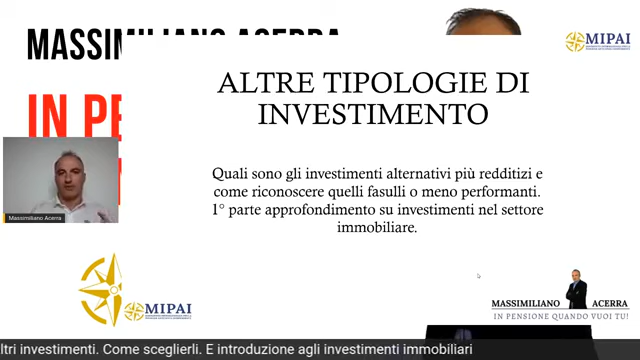 MASSIMILIANO ACERRA
MIPAI
IN PE
ALTRE TIPOLOGIE DI
INVESTIMENTO
Quali sono gli investimenti alternativi più redditizi e
come riconoscere quelli fasulli o meno performanti.
1° parte approfondimento su investimenti nel settore
immobiliare.
Massimiliano Acerra
MIPAI
MASSIMILIANO ACERRA
IN PENSIONE QUANDO VUOI TU!
ltri investimenti. Come sceglierli. E introduzione agli investimenti immobiliari